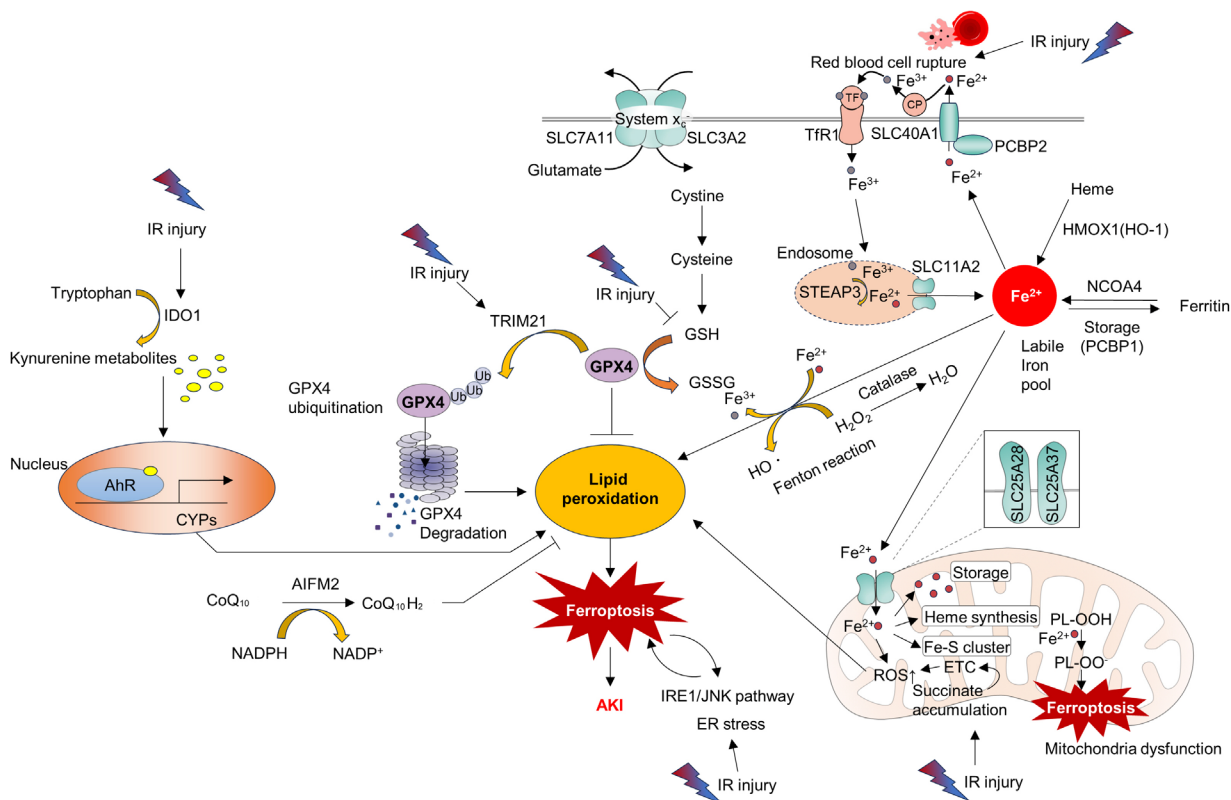 IR injury
Red blood cell rupture
Fe³⁺
Fe²⁺
TF
CP
System x꜀⁻
SLC7A11
SLC3A2
TfR1
SLC40A1
PCBP2
Glutamate
Fe³⁺
Fe²⁺
Cystine
Heme
HMOX1(HO-1)
IR injury
Cysteine
Endosome
SLC11A2
Fe³⁺
STEAP3
Fe²⁺
Fe²⁺
NCOA4
Ferritin
Storage
(PCBP1)
Labile
Iron
pool
IR injury
IR injury
Tryptophan
IDO1
Kynurenine metabolites
TRIM21
GSH
GPX4
GSSG
Fe²⁺
Fe³⁺
Catalase
H₂O
H₂O₂
HO ·
Fenton reaction
GPX4
ubiquitination
GPX4
Ub
Ub
Ub
Nucleus
AhR
CYPs
GPX4
Degradation
Lipid
peroxidation
SLC25A28
SLC25A37
AIFM2
CoQ₁₀
CoQ₁₀H₂
NADPH
NADP⁺
Ferroptosis
AKI
IRE1/JNK pathway
ER stress
IR injury
Fe²⁺
Storage
Fe²⁺
Heme synthesis
Fe-S cluster
ROS↑
ETC
Succinate
accumulation
PL-OOH
Fe²⁺
PL-OO⁻
Ferroptosis
Mitochondria dysfunction
IR injury